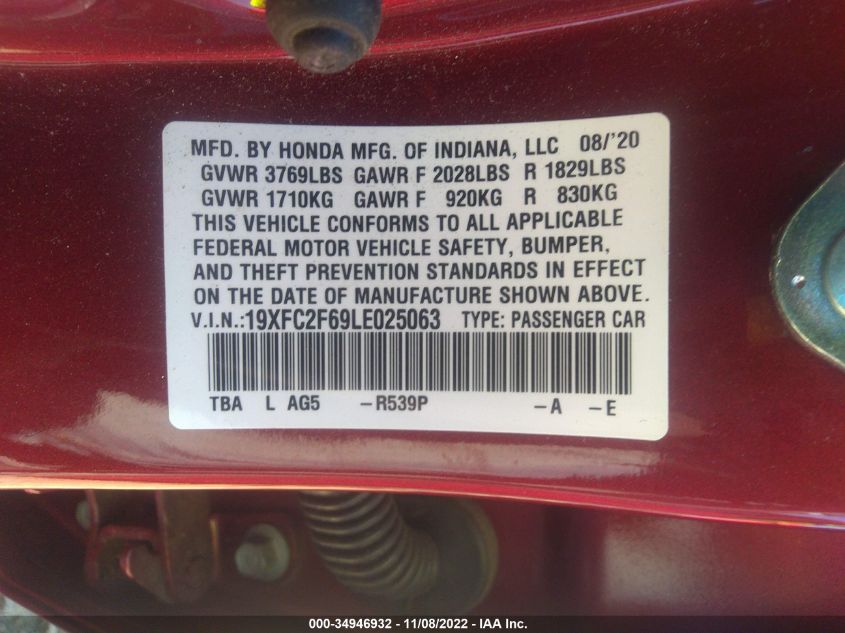 MFD. BY HONDA MFG. OF INDIANA, LLC 08/'20
GVWR 3769LBS GAWR F 2028LBS R 1829LBS
GVWR 1710KG GAWR F 920KG R 830KG
THIS VEHICLE CONFORMS TO ALL APPLICABLE
FEDERAL MOTOR VEHICLE SAFETY, BUMPER,
AND THEFT PREVENTION STANDARDS IN EFFECT
ON THE DATE OF MANUFACTURE SHOWN ABOVE.
V.I.N.:19XFC2F69LE025063 TYPE: PASSENGER CAR
TBA L AG5 -R539P -A -E
000-34946932 - 11/08/2022 - IAA Inc.